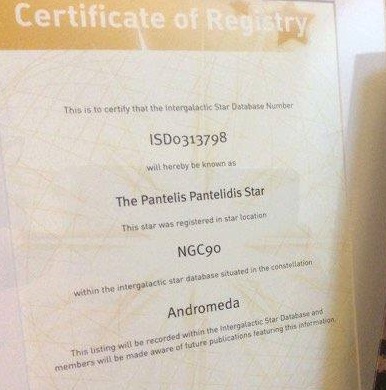 Certificate of Registry
This is to certify that the Intergalactic Star Database Number
ISD0313798
will hereby be known as
The Pantelis Pantelidis Star
This star was registered in star location
NGC90
within the intergalactic star database situated in the constellation
Andromeda
This listing will be recorded within the Intergalactic Star Database and
members will be made aware of future publications featuring this information.